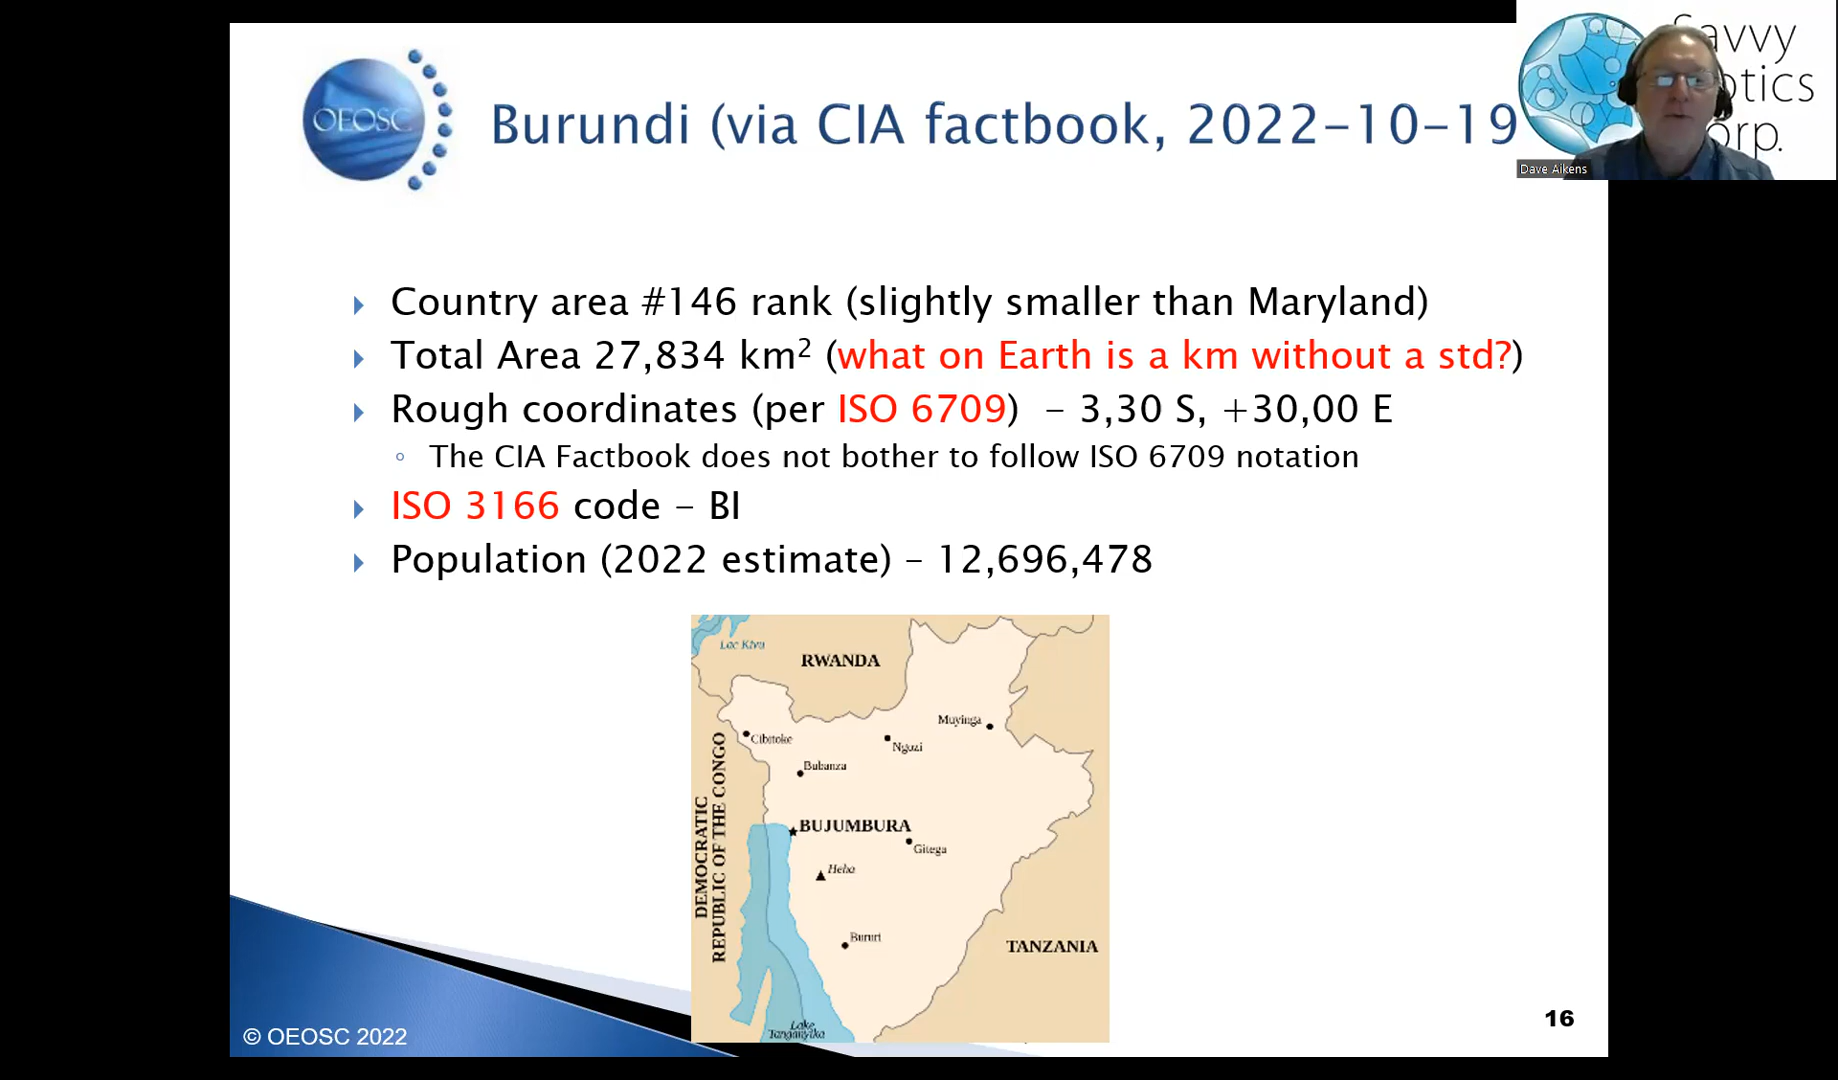 OEOSC
Burundi (via CIA factbook, 2022-10-19
avvy
otics
orp.
Dave Aikens
Country area #146 rank (slightly smaller than Maryland)
Total Area 27,834 km² (what on Earth is a km without a std?)
Rough coordinates (per ISO 6709) – 3,30 S, +30,00 E
The CIA Factbook does not bother to follow ISO 6709 notation
ISO 3166 code – BI
Population (2022 estimate) – 12,696,478
Lac Kivu
RWANDA
Muyinga
Cibitoke
Ngozi
Bubanza
DEMOCRATIC
REPUBLIC OF THE CONGO
BUJUMBURA
Gitega
Heha
Bururi
TANZANIA
Lake
Tanganyika
16
© OEOSC 2022